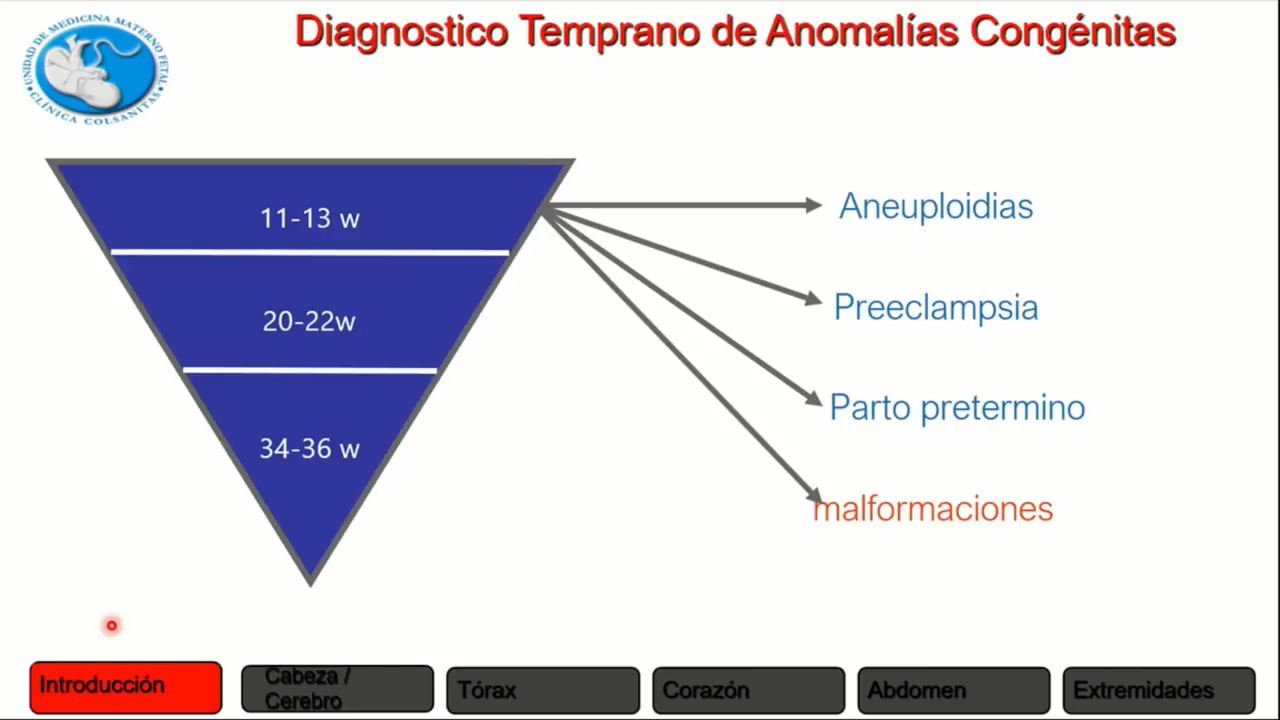 Diagnostico Temprano de Anomalías Congénitas
UNIDAD DE MEDICINA MATERNO FETAL
CLÍNICA COLSANITAS
11-13 w
20-22w
34-36 w
Aneuploidias
Preeclampsia
Parto pretermino
malformaciones
Introducción
Cabeza /
Cerebro
Tórax
Corazón
Abdomen
Extremidades